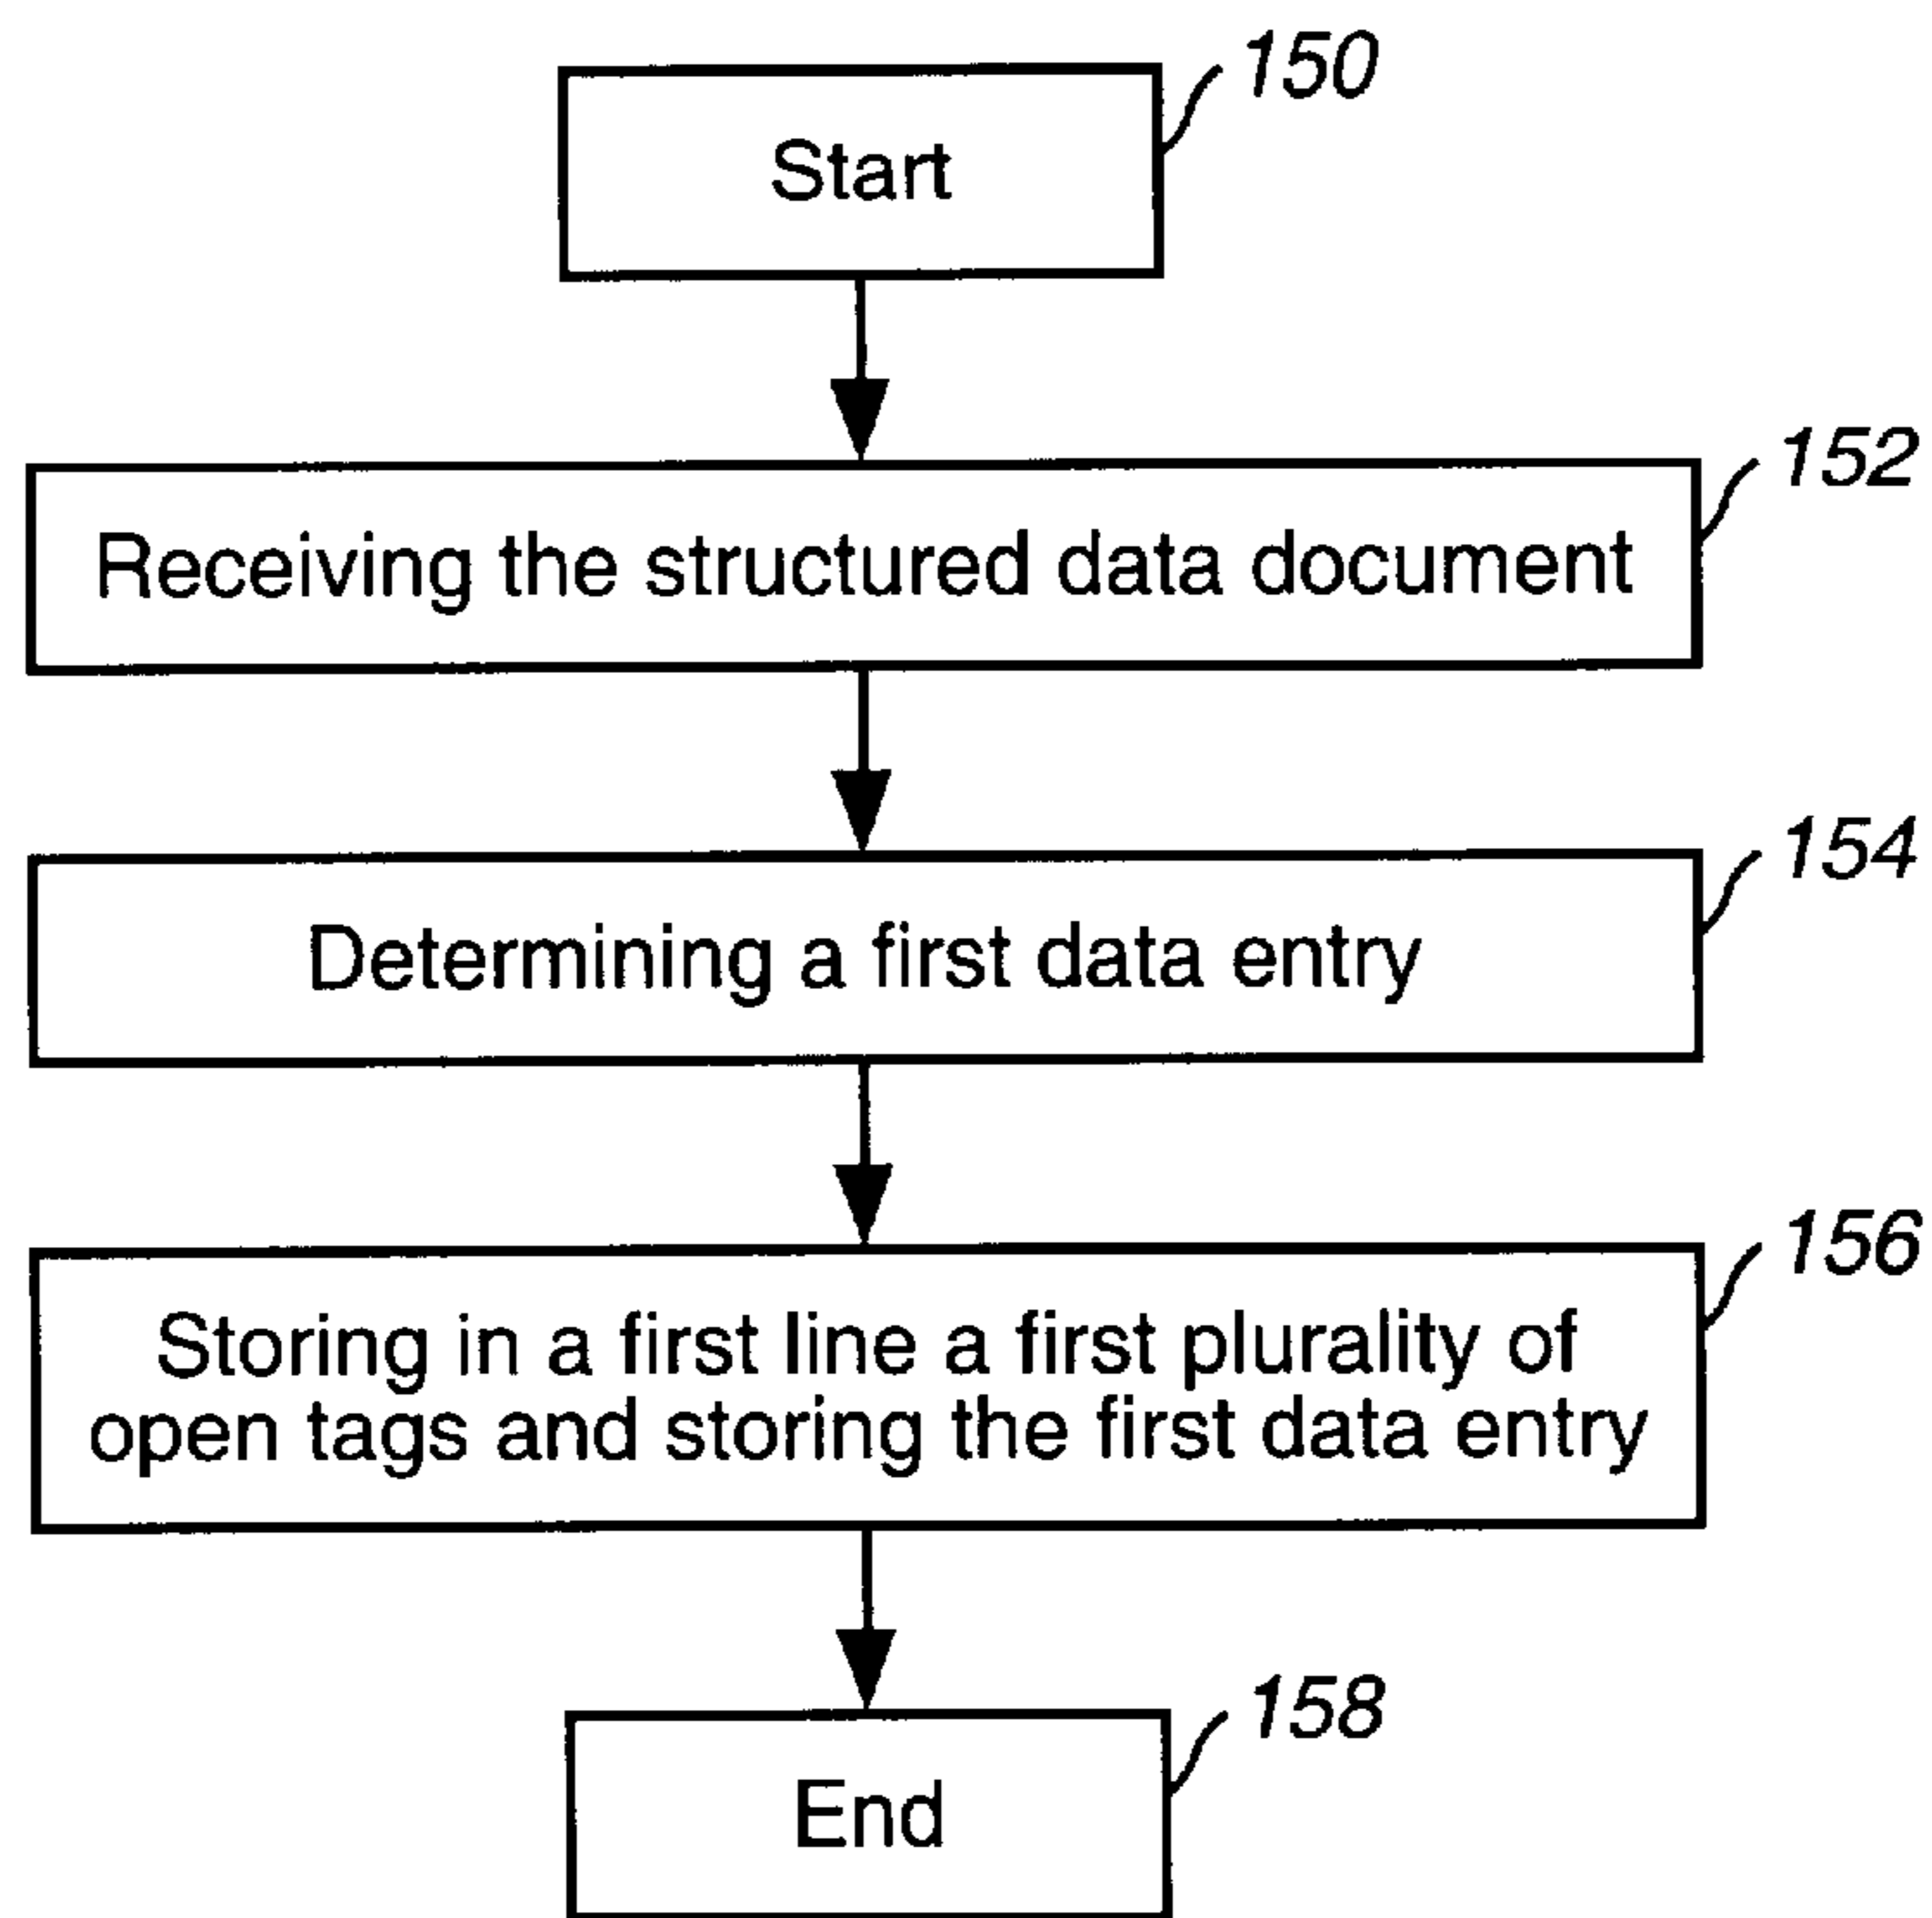 150
Start
152
Receiving the structured data document
154
Determining a first data entry
156
Storing in a first line a first plurality of
open tags and storing the first data entry
158
End